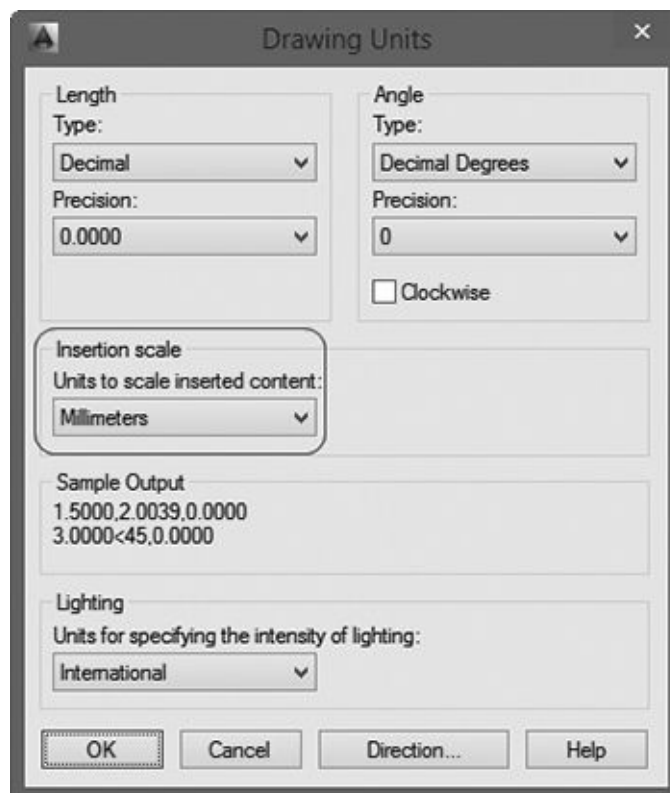 Drawing Units
Length
Type:
Decimal
Precision:
0.0000
Angle
Type:
Decimal Degrees
Precision:
0
Clockwise
Insertion scale
Units to scale inserted content:
Millimeters
Sample Output
1.5000,2.0039,0.0000
3.0000<45,0.0000
Lighting
Units for specifying the intensity of lighting:
International
OK Cancel Direction... Help